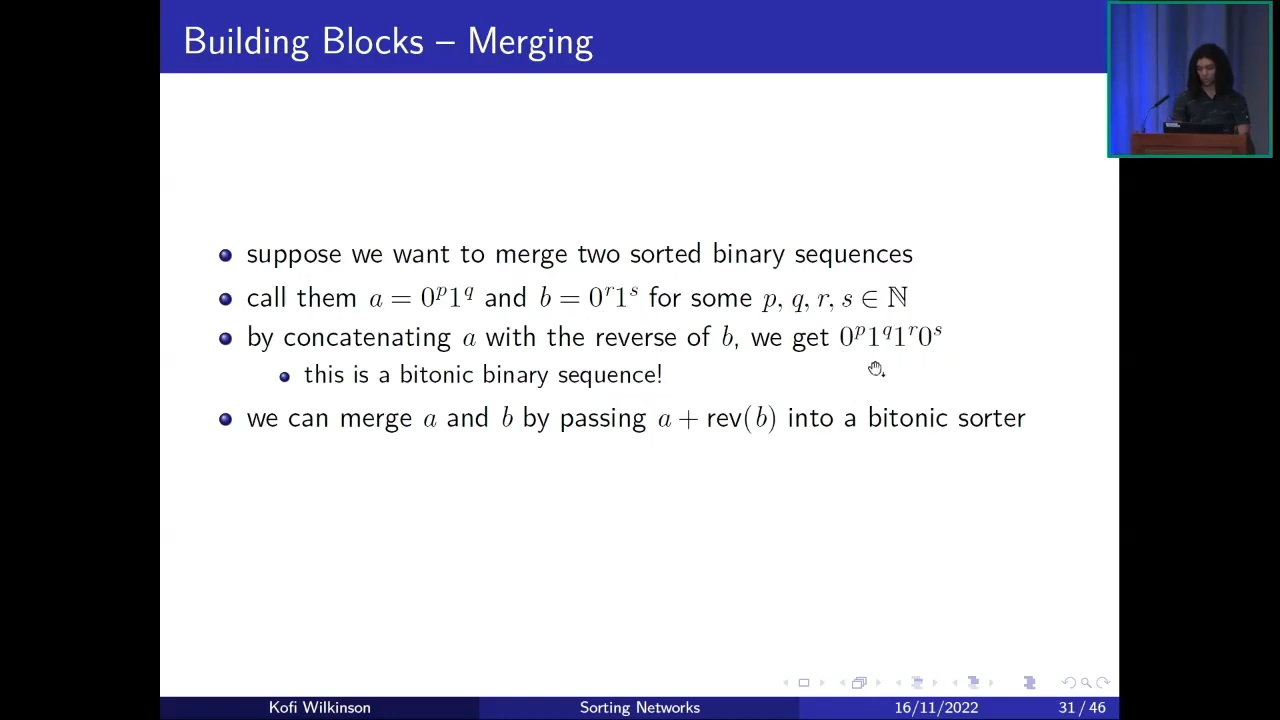 Building Blocks – Merging
suppose we want to merge two sorted binary sequences
call them a = 0^p1^q and b = 0^r1^s for some p, q, r, s ∈ ℕ
by concatenating a with the reverse of b, we get 0^p1^q1^r0^s
this is a bitonic binary sequence!
we can merge a and b by passing a + rev(b) into a bitonic sorter
Kofi Wilkinson Sorting Networks 16/11/2022 31 / 46